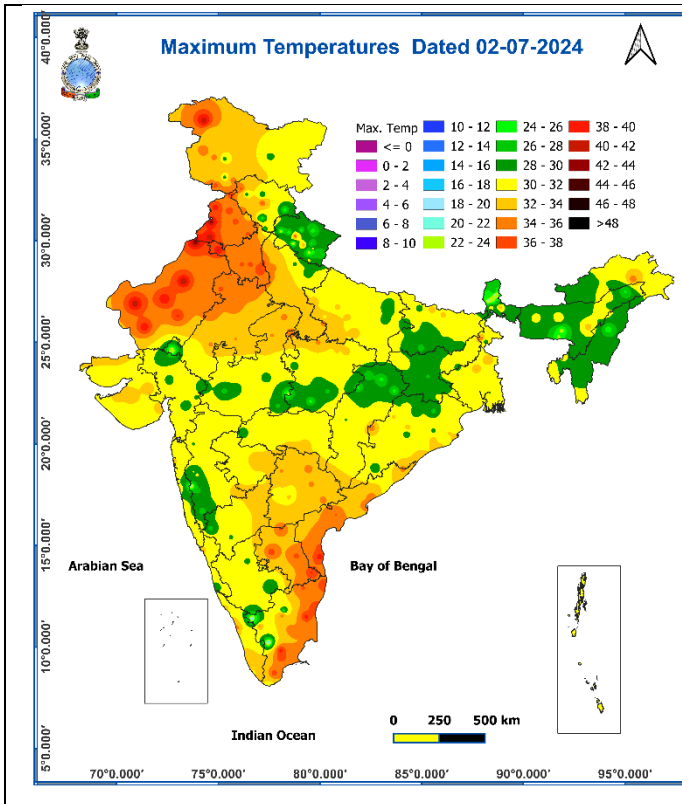 Maximum Temperatures Dated 02-07-2024
Max. Temp
<= 0
0 - 2
2 - 4
4 - 6
6 - 8
8 - 10
10 - 12
12 - 14
14 - 16
16 - 18
18 - 20
20 - 22
22 - 24
24 - 26
26 - 28
28 - 30
30 - 32
32 - 34
34 - 36
36 - 38
38 - 40
40 - 42
42 - 44
44 - 46
46 - 48
>48
40°0.000'
35°0.000'
30°0.000'
25°0.000'
20°0.000'
15°0.000'
10°0.000'
5°0.000'
Arabian Sea
Bay of Bengal
Indian Ocean
0 250 500 km
70°0.000' 75°0.000' 80°0.000' 85°0.000' 90°0.000' 95°0.000'